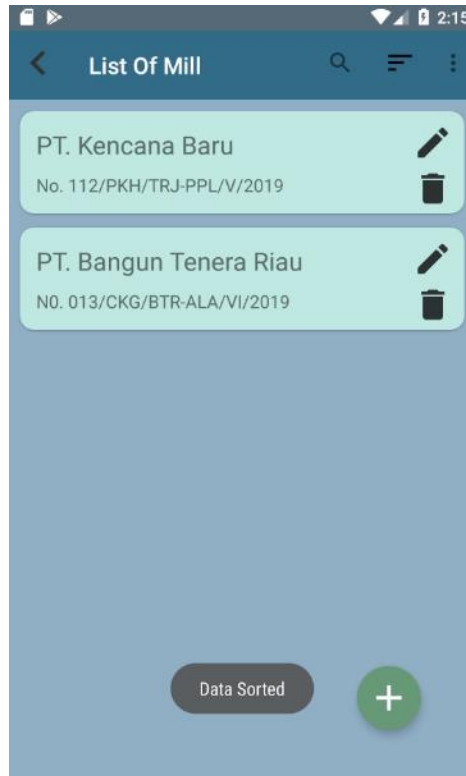 2:15
List Of Mill
PT. Kencana Baru
No. 112/PKH/TRJ-PPL/V/2019
PT. Bangun Tenera Riau
N0. 013/CKG/BTR-ALA/VI/2019
Data Sorted